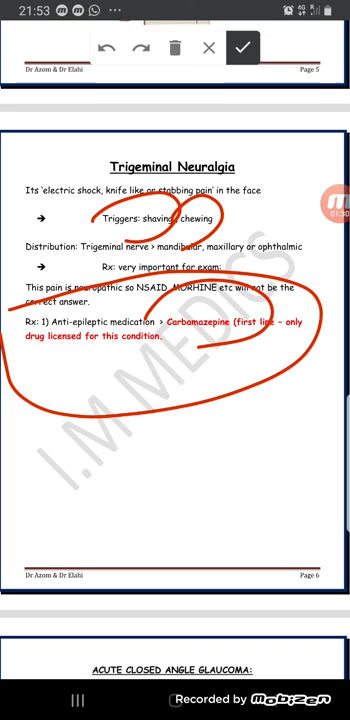 21:53
4G
R
Dr Azom & Dr Elahi Page 5
Trigeminal Neuralgia
Its 'electric shock, knife like or stabbing pain' in the face
→ Triggers: shaving, chewing
Distribution: Trigeminal nerve > mandibular, maxillary or ophthalmic
→ Rx: very important for exam:
This pain is neuropathic so NSAID, MORHINE etc will not be the
correct answer.
Rx: 1) Anti-epileptic medication > Carbamazepine (first line – only
drug licensed for this condition.
I.M MEDICS
01:30
Dr Azom & Dr Elahi Page 6
ACUTE CLOSED ANGLE GLAUCOMA:
Recorded by mobizen